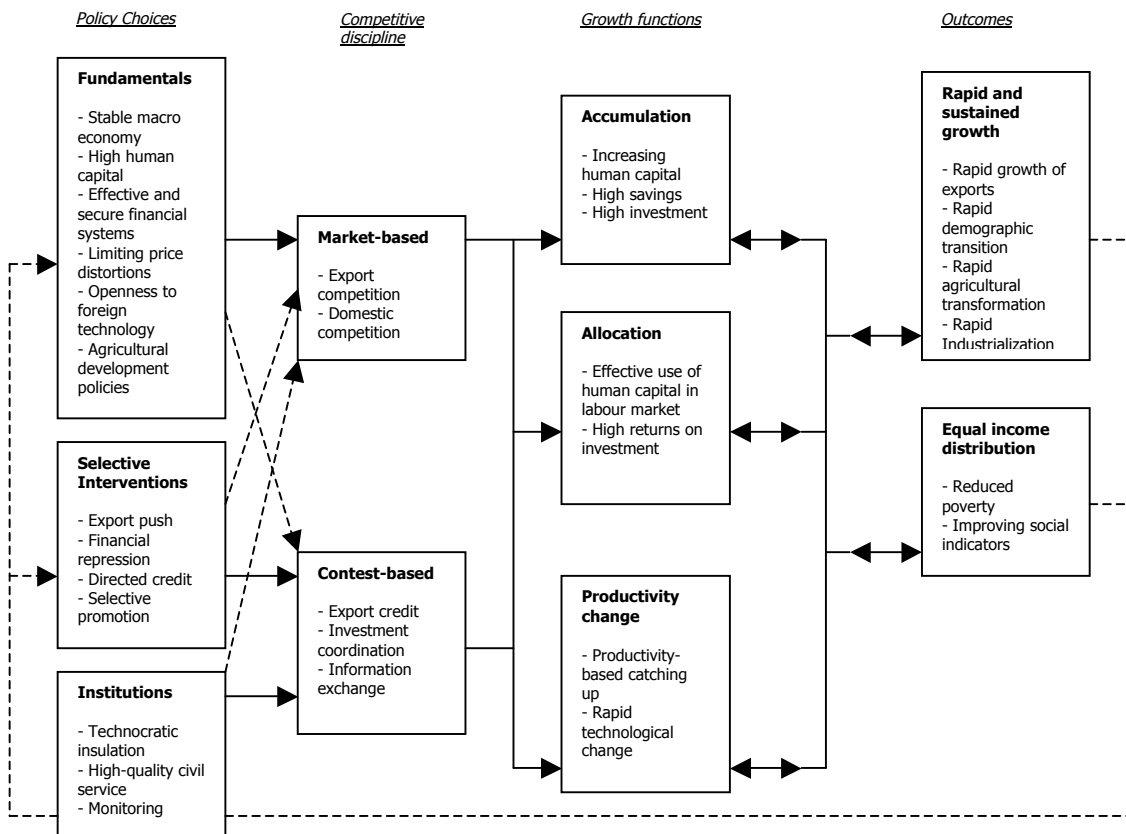 Policy Choices
Competitive
discipline
Growth functions
Outcomes
Fundamentals
- Stable macro
economy
- High human
capital
- Effective and
secure financial
systems
- Limiting price
distortions
- Openness to
foreign
technology
- Agricultural
development
policies
Selective
Interventions
- Export push
- Financial
repression
- Directed credit
- Selective
promotion
Institutions
- Technocratic
insulation
- High-quality civil
service
- Monitoring
Market-based
- Export
competition
- Domestic
competition
Contest-based
- Export credit
- Investment
coordination
- Information
exchange
Accumulation
- Increasing
human capital
- High savings
- High investment
Allocation
- Effective use of
human capital in
labour market
- High returns on
investment
Productivity
change
- Productivity-
based catching
up
- Rapid
technological
change
Rapid and
sustained
growth
- Rapid growth of
exports
- Rapid
demographic
transition
- Rapid
agricultural
transformation
- Rapid
Industrialization
Equal income
distribution
- Reduced
poverty
- Improving social
indicators